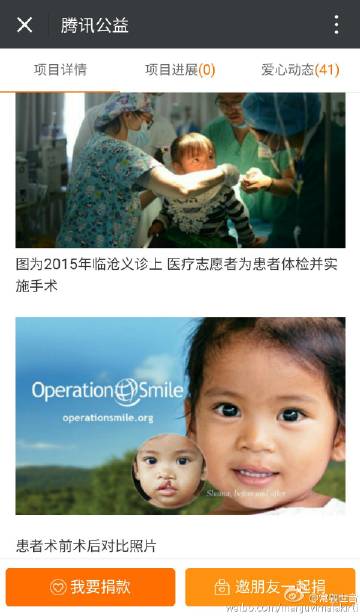 腾讯公益
项目详情 项目进展(0) 爱心动态(41)
图为2015年临沧义诊上 医疗志愿者为患者体检并实
施手术
Operation Smile
operationsmile.org
Shaina, before and after
患者术前术后对比照片
我要捐款 邀朋友一起捐